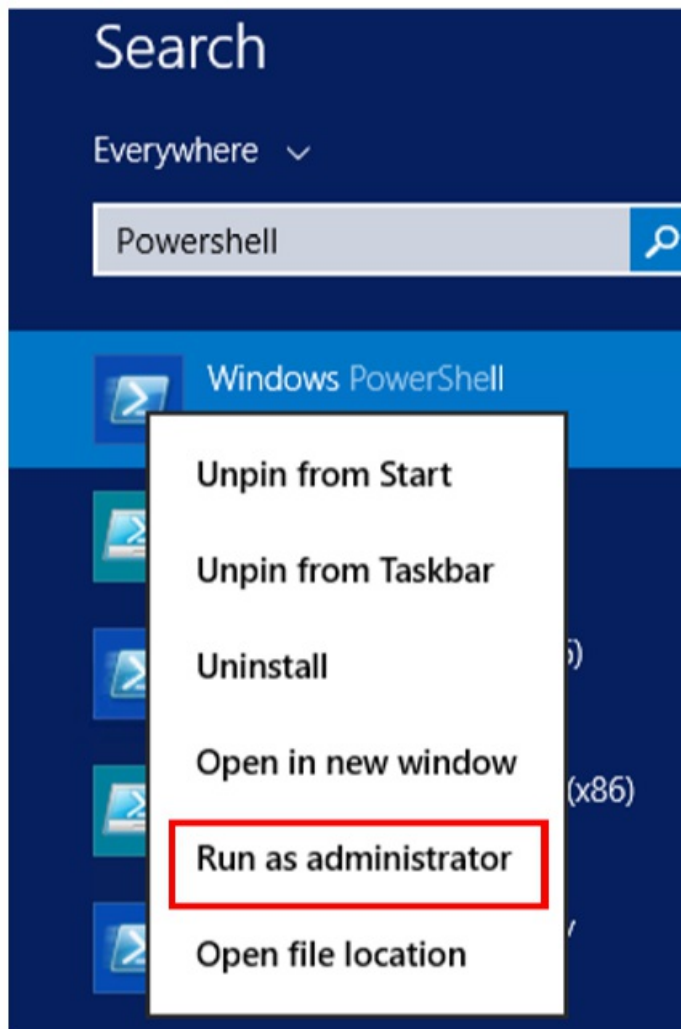 Search
Everywhere
Powershell
Windows PowerShell
Unpin from Start
Unpin from Taskbar
Uninstall
Open in new window
(x86)
Run as administrator
Open file location